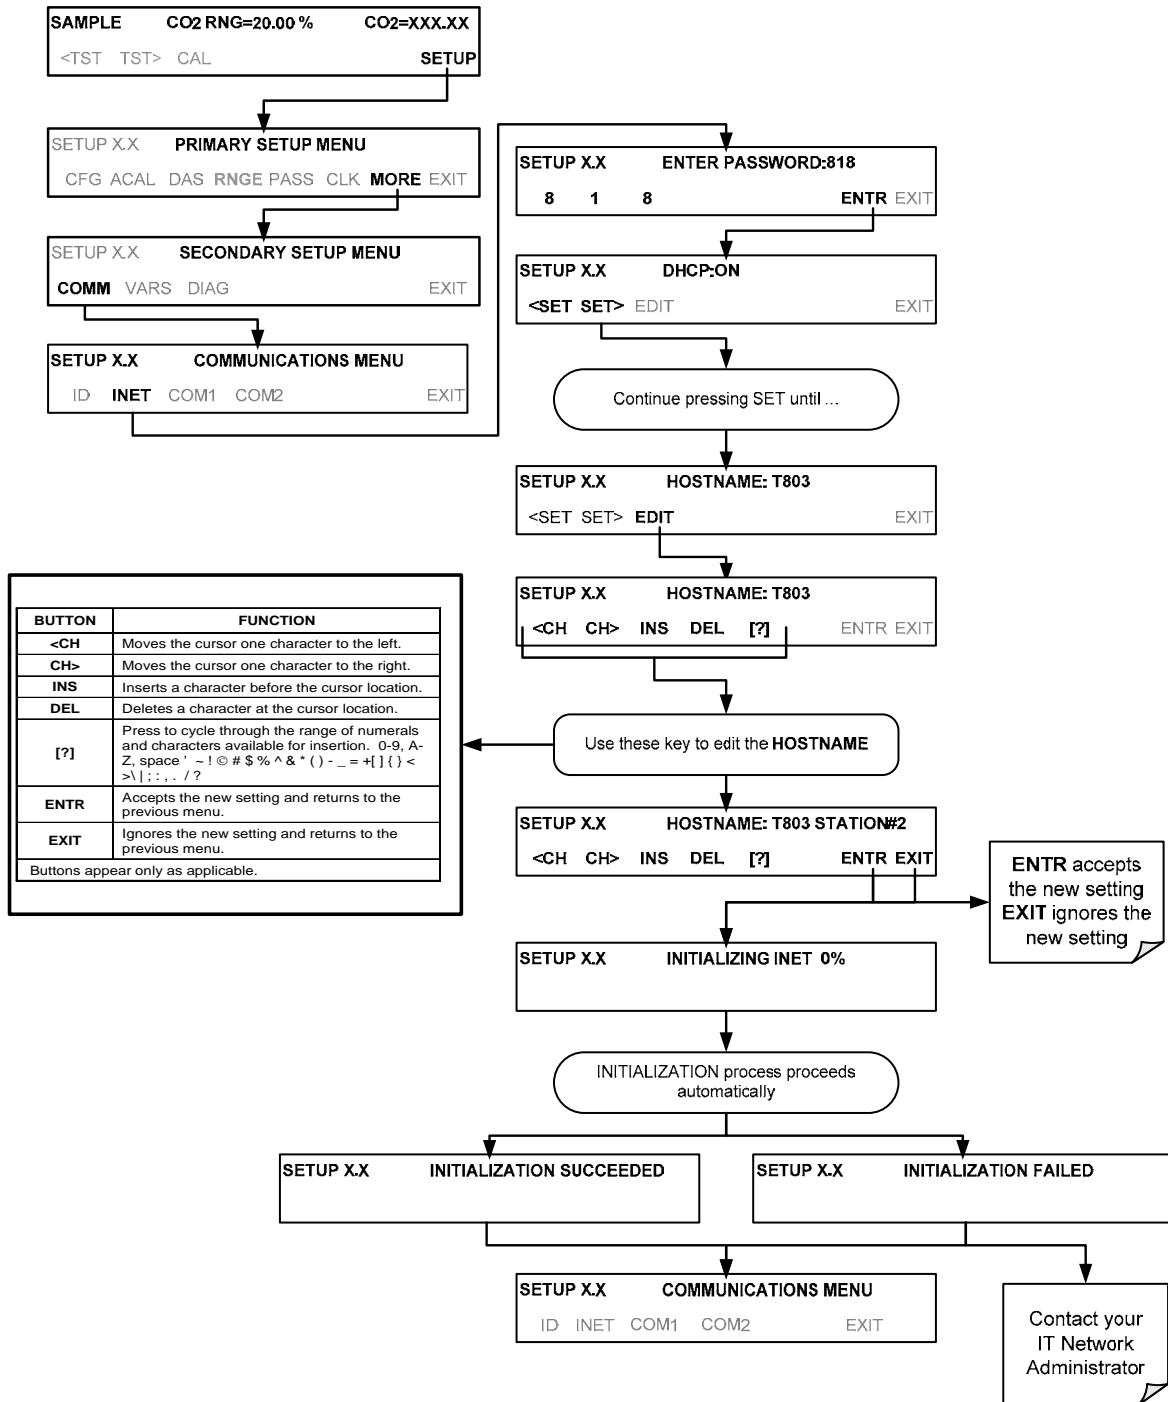 SAMPLE CO2 RNG=20.00 % CO2=XXX.XX
<TST TST> CAL SETUP
SETUP X.X PRIMARY SETUP MENU
CFG ACAL DAS RNGE PASS CLK MORE EXIT
SETUP X.X SECONDARY SETUP MENU
COMM VARS DIAG EXIT
SETUP X.X COMMUNICATIONS MENU
ID INET COM1 COM2 EXIT
SETUP X.X ENTER PASSWORD:818
8 1 8 ENTR EXIT
SETUP X.X DHCP:ON
<SET SET> EDIT EXIT
Continue pressing SET until ...
SETUP X.X HOSTNAME: T803
<SET SET> EDIT EXIT
SETUP X.X HOSTNAME: T803
<CH CH> INS DEL [?] ENTR EXIT
Use these key to edit the HOSTNAME
BUTTON FUNCTION
<CH Moves the cursor one character to the left.
CH> Moves the cursor one character to the right.
INS Inserts a character before the cursor location.
DEL Deletes a character at the cursor location.
[?] Press to cycle through the range of numerals
and characters available for insertion. 0-9, A-
Z, space ' ~ ! © # $ % ^ & * ( ) - _ = +[ ] { } <
>\ | ; : , . / ?
ENTR Accepts the new setting and returns to the
previous menu.
EXIT Ignores the new setting and returns to the
previous menu.
Buttons appear only as applicable.
SETUP X.X HOSTNAME: T803 STATION#2
<CH CH> INS DEL [?] ENTR EXIT
ENTR accepts
the new setting
EXIT ignores the
new setting
SETUP X.X INITIALIZING INET 0%
INITIALIZATION process proceeds
automatically
SETUP X.X INITIALIZATION SUCCEEDED
SETUP X.X INITIALIZATION FAILED
SETUP X.X COMMUNICATIONS MENU
ID INET COM1 COM2 EXIT
Contact your
IT Network
Administrator